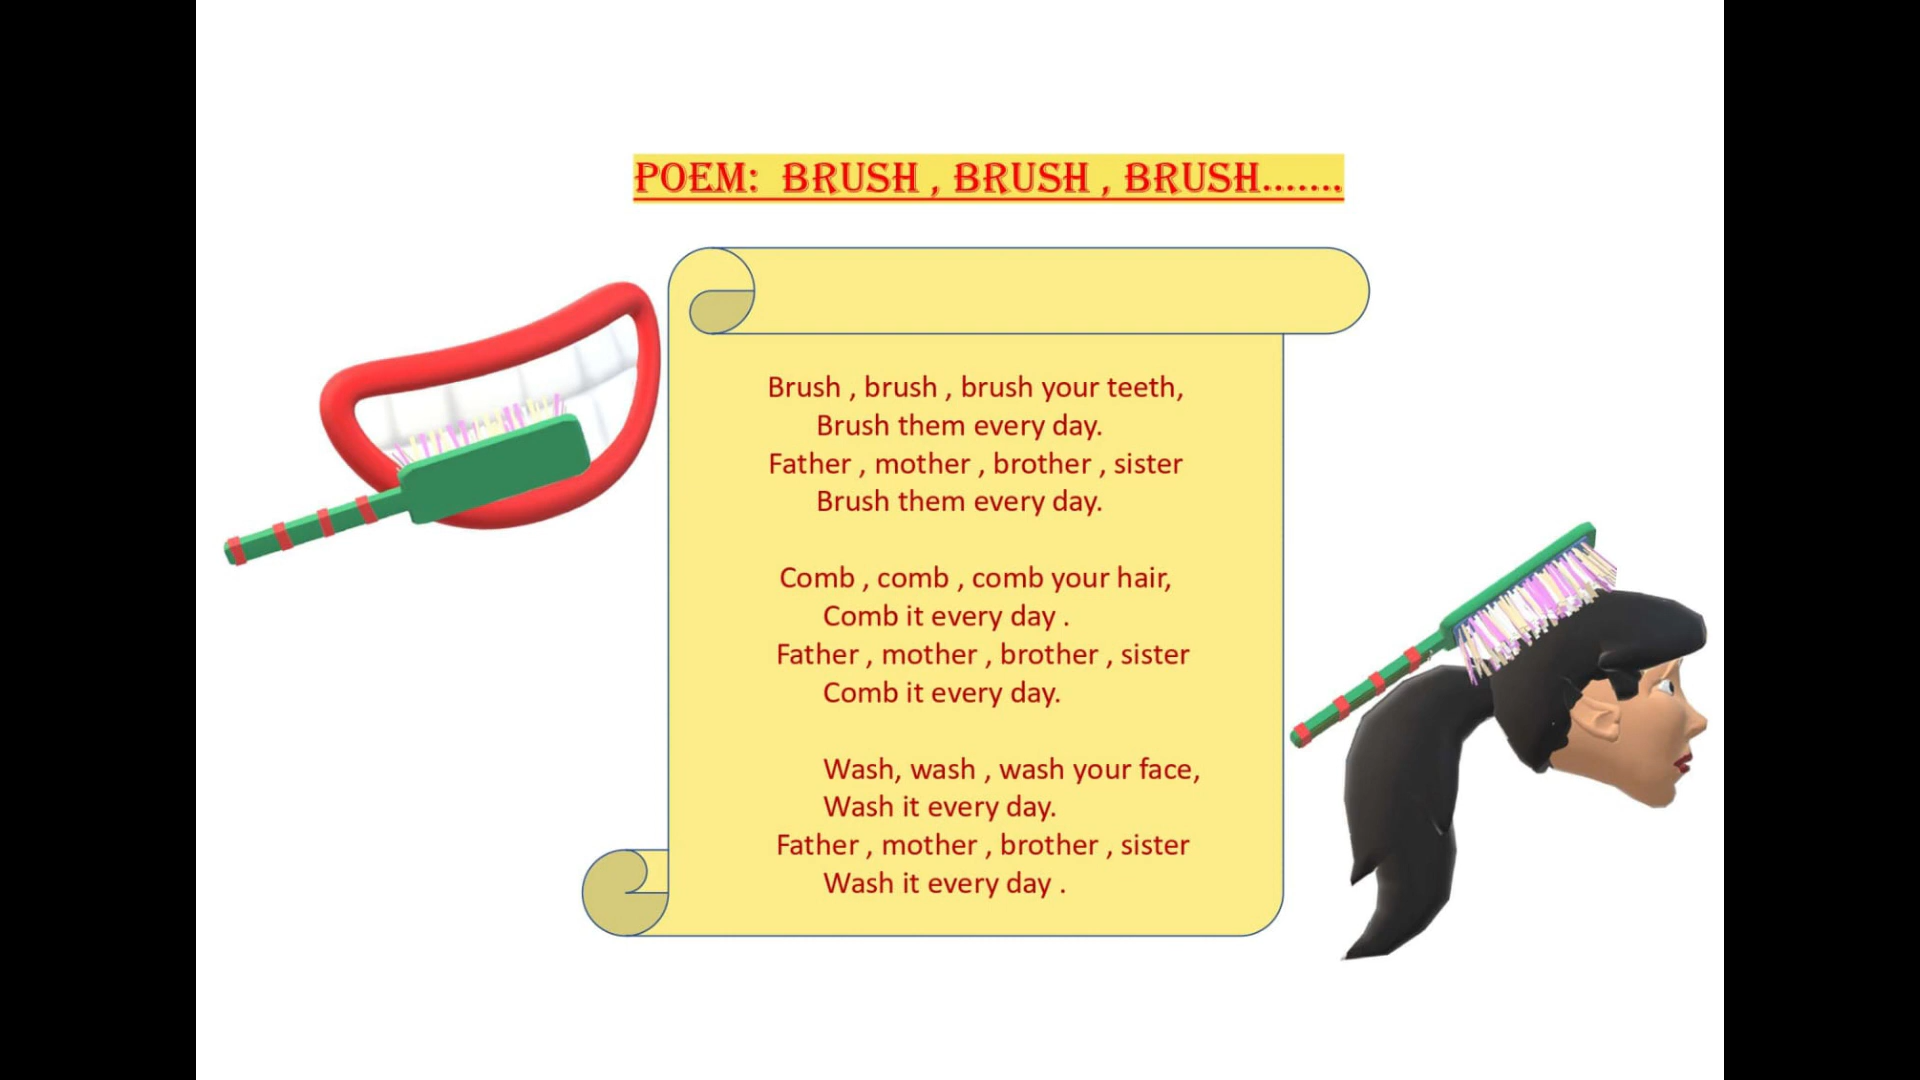 POEM:  BRUSH , BRUSH , BRUSH.......
Brush , brush , brush your teeth,
Brush them every day.
Father , mother , brother , sister
Brush them every day.
Comb , comb , comb your hair,
Comb it every day .
Father , mother , brother , sister
Comb it every day.
Wash, wash , wash your face,
Wash it every day.
Father , mother , brother , sister
Wash it every day .